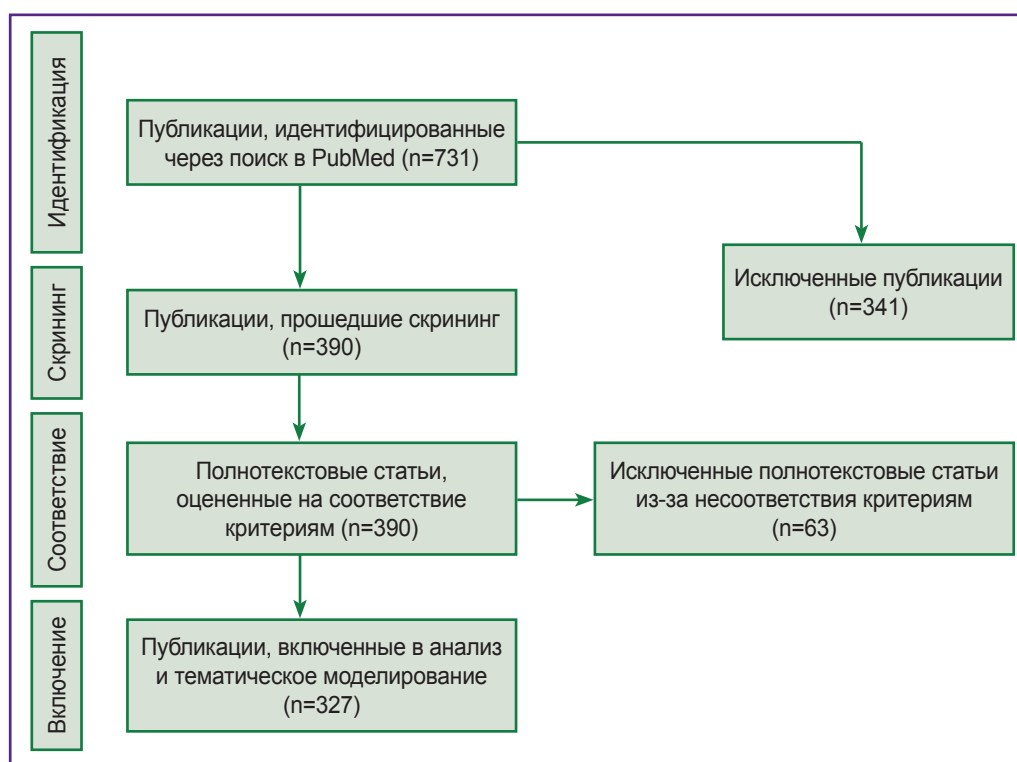 Идентификация
Публикации, идентифицированные
через поиск в PubMed (n=731)
Исключенные публикации
(n=341)
Скрининг
Публикации, прошедшие скрининг
(n=390)
Соответствие
Полнотекстовые статьи,
оцененные на соответствие
критериям (n=390)
Исключенные полнотекстовые статьи
из-за несоответствия критериям
(n=63)
Включение
Публикации, включенные в анализ
и тематическое моделирование
(n=327)